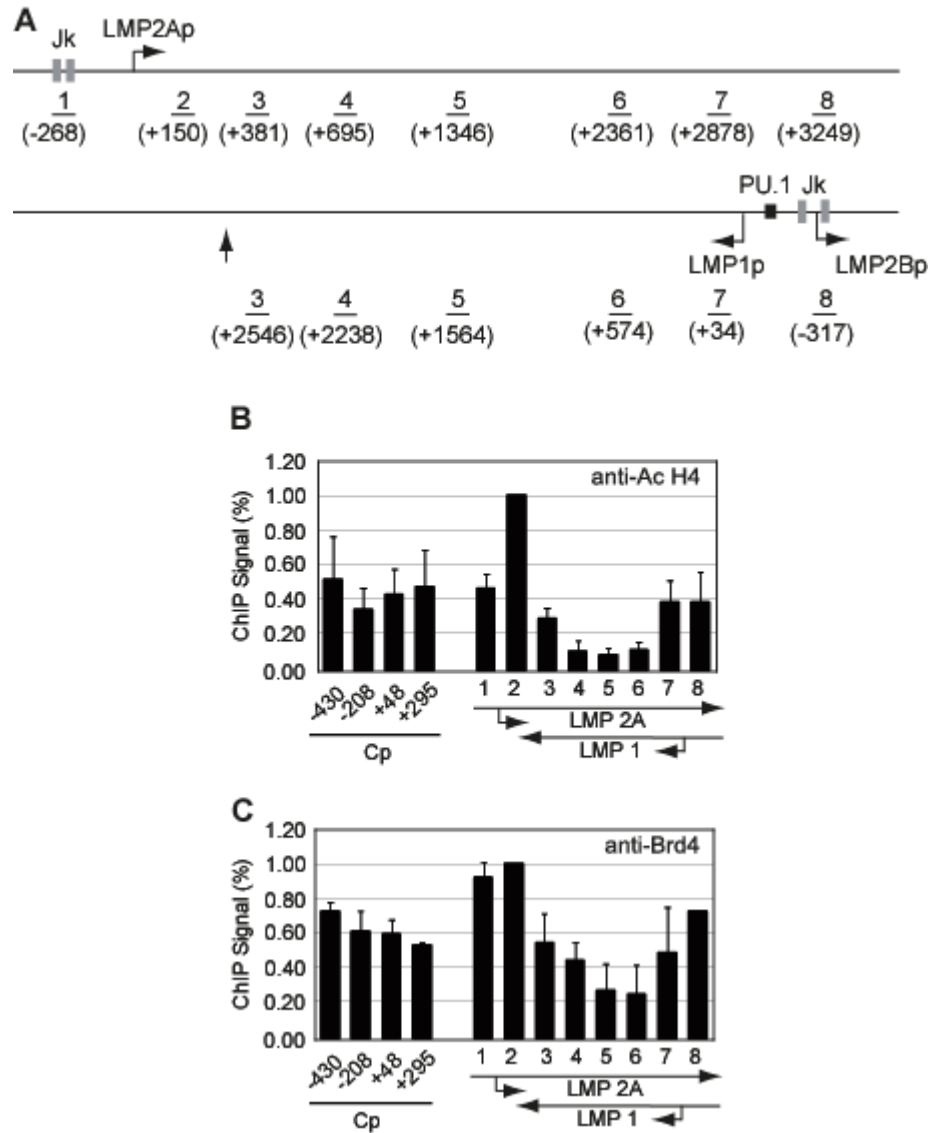 A
Jk
LMP2Ap
1 2 3 4 5 6 7 8
(-268) (+150) (+381) (+695) (+1346) (+2361) (+2878) (+3249)
PU.1 Jk
LMP1p LMP2Bp
3 4 5 6 7 8
(+2546) (+2238) (+1564) (+574) (+34) (-317)
B
anti-Ac H4
ChIP Signal (%)
1.20
1.00
0.60
0.40
0.20
0.00
-430 -208 +48 +295
1 2 3 4 5 6 7 8
Cp
LMP 2A
LMP 1
C
anti-Brd4
ChIP Signal (%)
1.20
1.00
0.60
0.40
0.20
0.00
-430 -208 +48 +295
1 2 3 4 5 6 7 8
Cp
LMP 2A
LMP 1